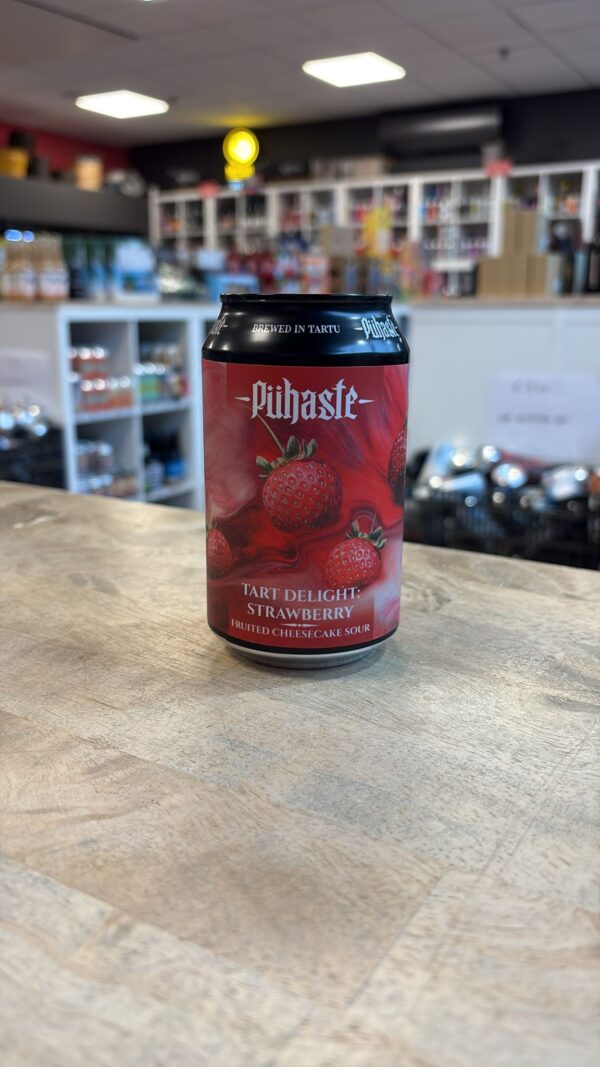 BREWED IN TARTU
Pühaste
Pühaste
TART DELIGHT:
STRAWBERRY
FRUITED CHEESECAKE SOUR